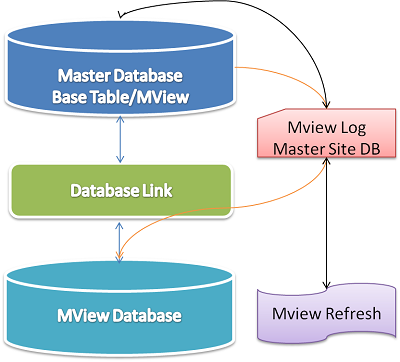 Master Database
Base Table/MView
Mview Log
Master Site DB
Database Link
MView Database
Mview Refresh